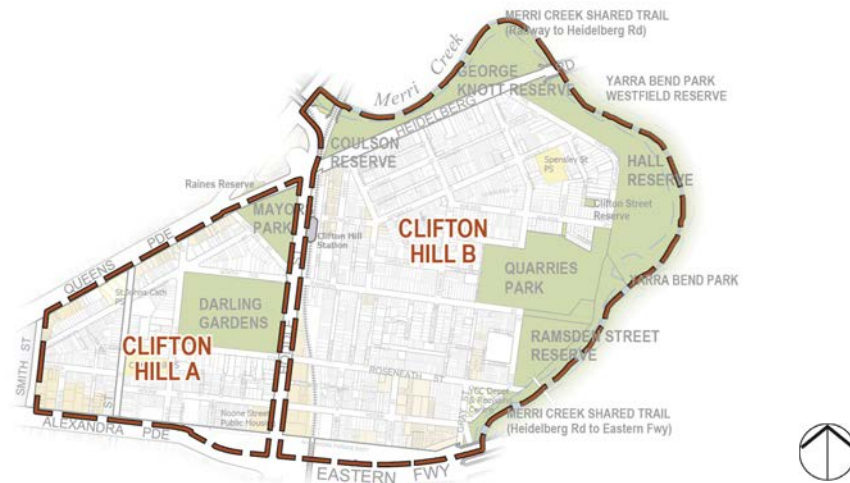 MERRI CREEK SHARED TRAIL
(Railway to Heidelberg Rd)
Merri Creek
GEORGE
KNOTT RESERVE
RD
HEIDELBERG
YARRA BEND PARK
WESTFIELD RESERVE
COULSON
RESERVE
Spensley St
PS
HALL
RESERVE
Raines Reserve
MAYOR
PARK
Clifton Street
Reserve
Clifton Hill
Station
CLIFTON
HILL B
QUEENS PDE
QUARRIES
PARK
YARRA BEND PARK
DARLING
GARDENS
RAMSDEN STREET
RESERVE
CLIFTON
HILL A
SMITH ST
ROSENEATH ST
ST
Noone Street
Public Housing
ALEXANDRA PDE
MERRI CREEK SHARED TRAIL
(Heidelberg Rd to Eastern Fwy)
EASTERN FWY